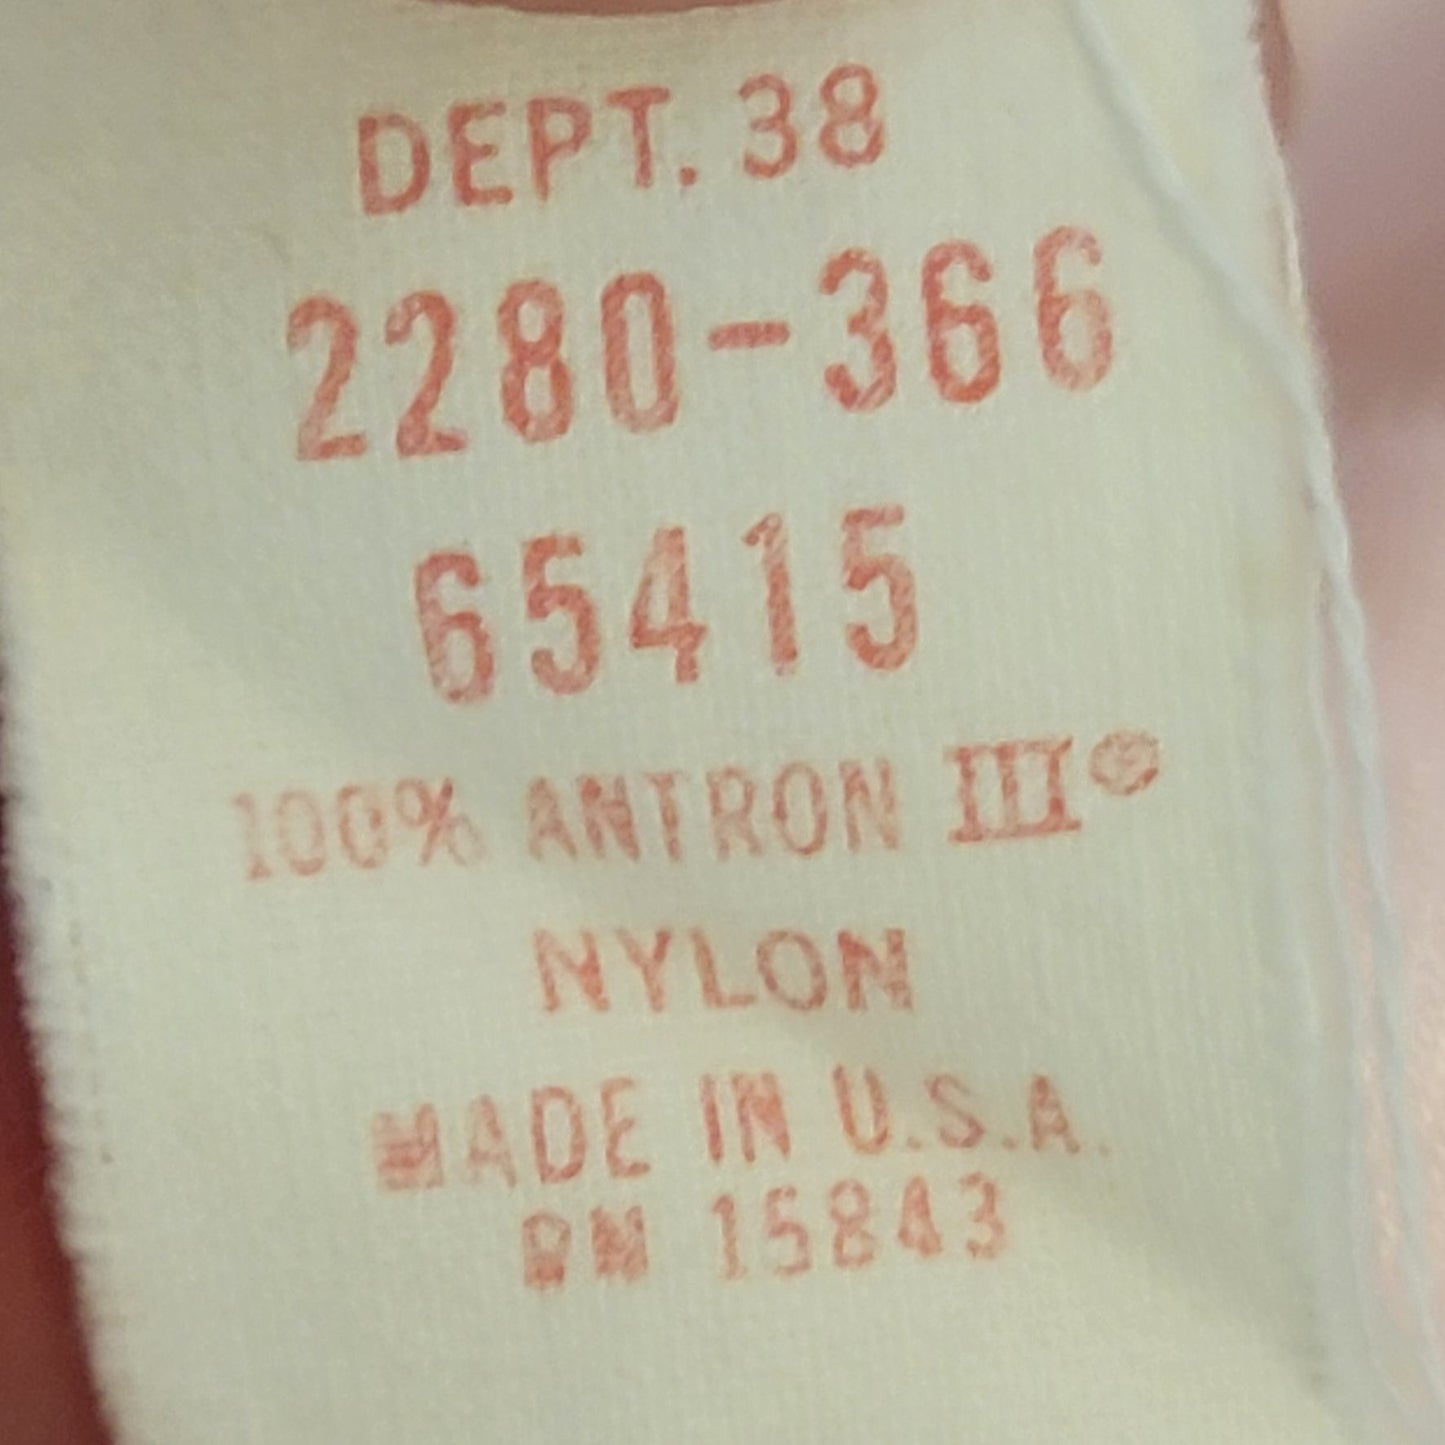 DEPT. 38
2280-366
65415
100% ANTRON III®
NYLON
MADE IN U.S.A.
RN 15843